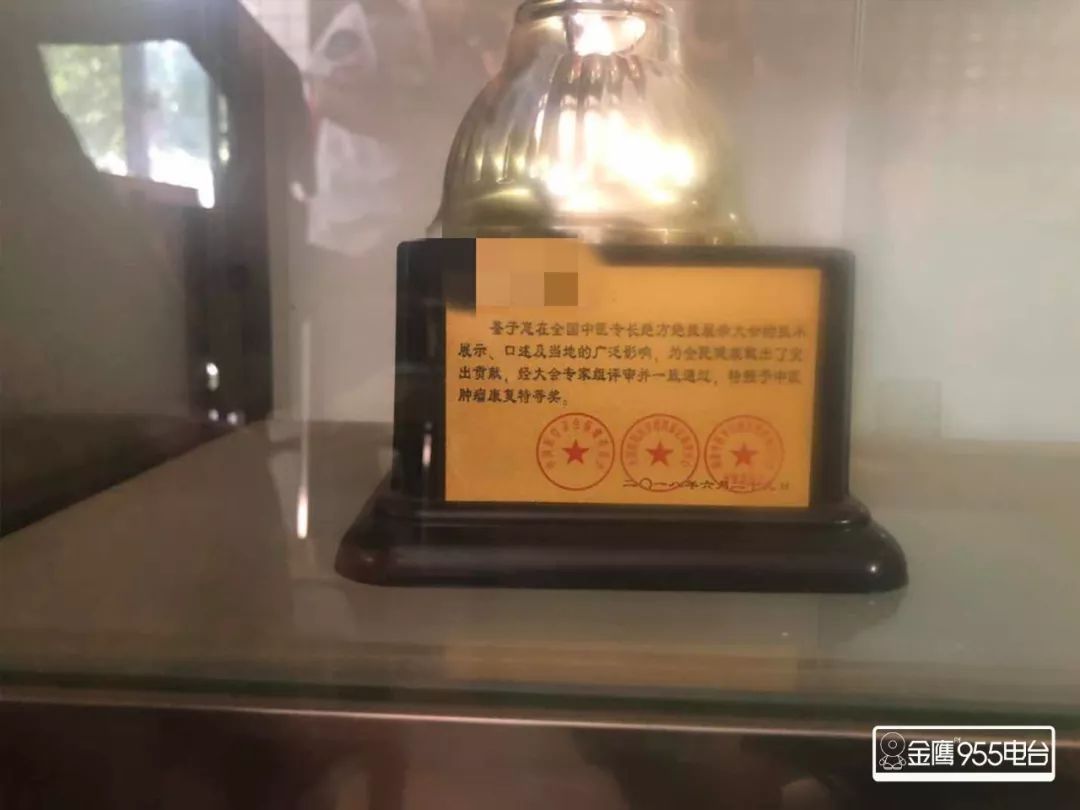 鉴于您在全国中医专长绝方绝技展示大会的技术
展示、口述及当地的广泛影响，为全民健康做出了突
出贡献，经大会专家组评审并一致通过，特授予中医
肿瘤康复特等奖。
二〇一八年六月二十
金鹰955电台